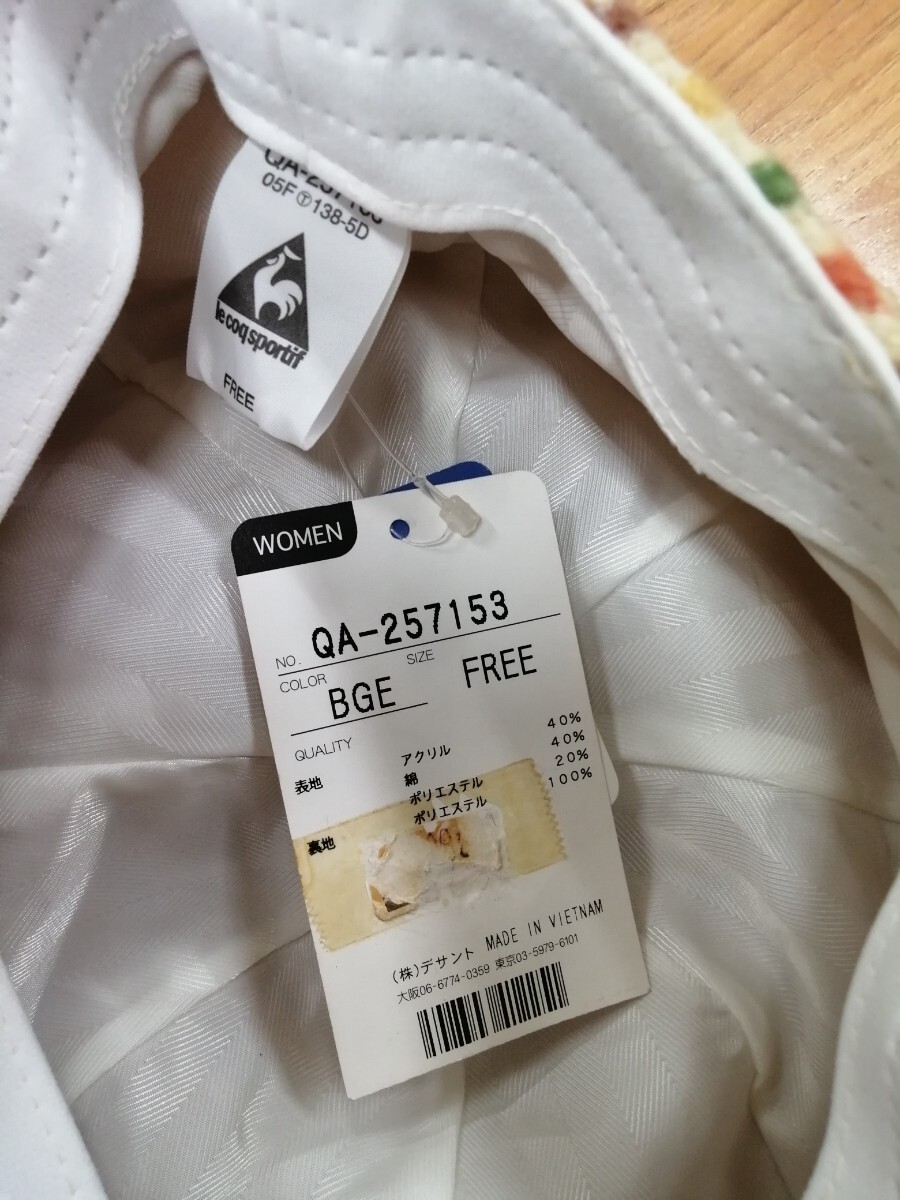 QA-257153
05FⓉ138-5D
le coq sportif
FREE
WOMEN
NO. QA-257153
COLOR BGE SIZE FREE
QUALITY
表地 アクリル 40%
綿 40%
ポリエステル 20%
裏地 ポリエステル 100%
(株)デサント MADE IN VIETNAM
大阪06-6774-0359 東京03-5979-6101